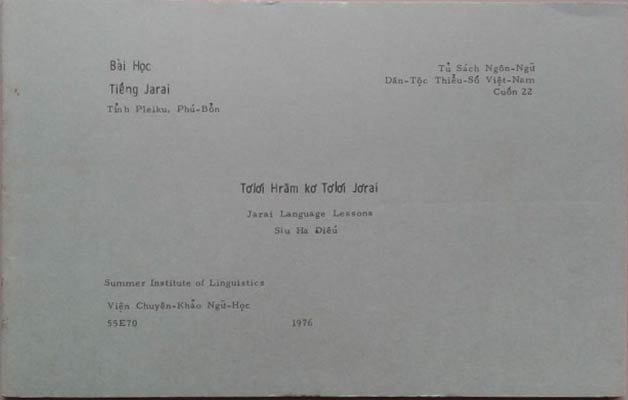 Bài Học
Tiếng Jarai
Tỉnh Pleiku, Phú-Bổn
Tủ Sách Ngôn-Ngữ
Dân-Tộc Thiểu-Số Việt-Nam
Cuốn 22
Tơlơi Hrăm kơ Tơlơi Jơrai
Jarai Language Lessons
Siu Ha Điêu
Summer Institute of Linguistics
Viện Chuyên-Khảo Ngữ-Học
55E70 1976